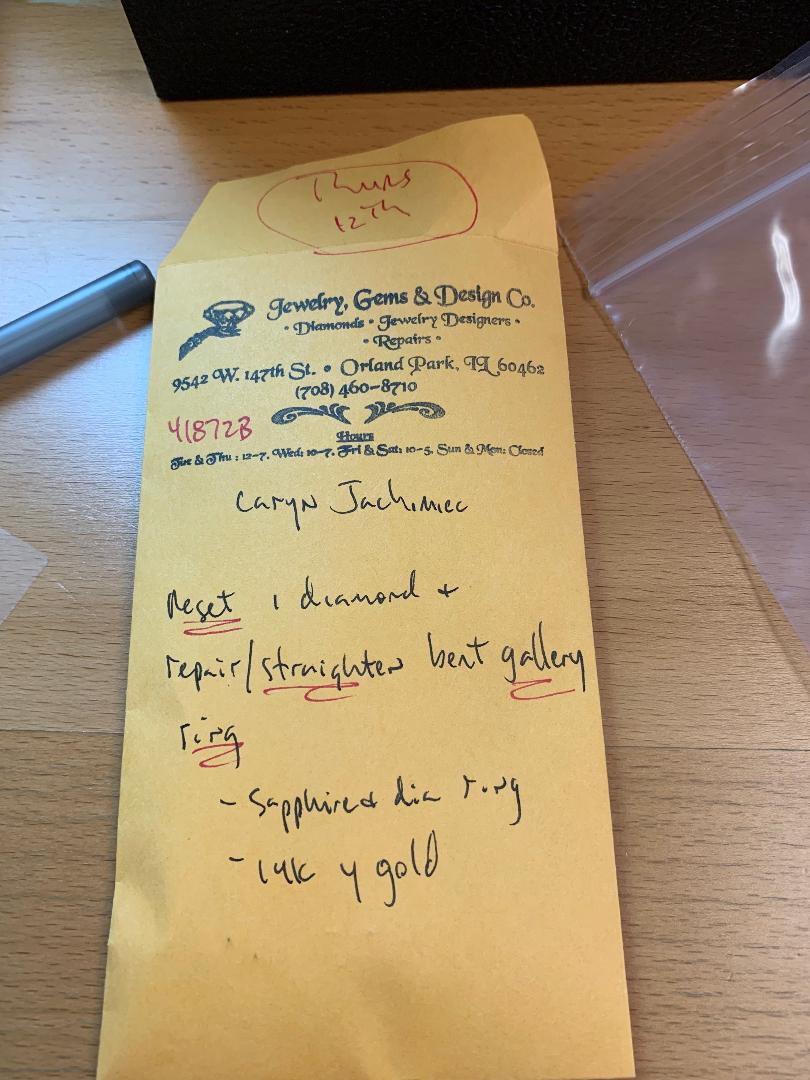 Thurs
12Th
Jewelry, Gems & Design Co.
• Diamonds • Jewelry Designers •
• Repairs •
9542 W. 147th St. • Orland Park, IL 60462
(708) 460-8710
41872B
Hours
Tue & Thu : 12-7, Wed: 10-7, Fri & Sat: 10-5, Sun & Mon: Closed
Caryn Jachimiec
Reset 1 diamond +
repair/straighten bent gallery
ring
- Sapphire & dia ring
- 14K y gold